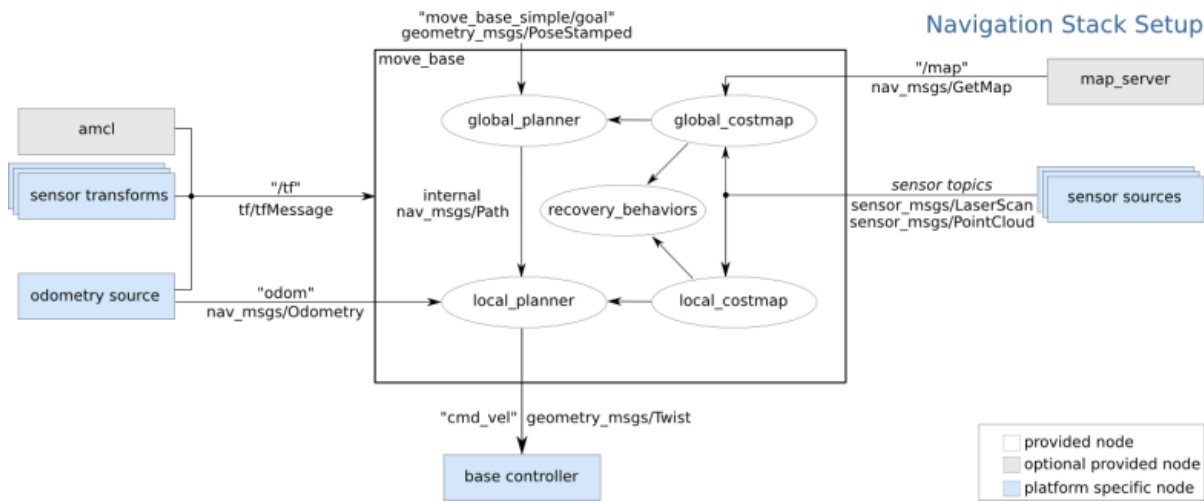 "move_base_simple/goal"
geometry_msgs/PoseStamped
Navigation Stack Setup
move_base
"/map"
nav_msgs/GetMap
map_server
amcl
global_planner
global_costmap
sensor transforms
"/tf"
tf/tfMessage
internal
nav_msgs/Path
recovery_behaviors
sensor topics
sensor_msgs/LaserScan
sensor_msgs/PointCloud
sensor sources
odometry source
"odom"
nav_msgs/Odometry
local_planner
local_costmap
"cmd_vel" geometry_msgs/Twist
base controller
provided node
optional provided node
platform specific node